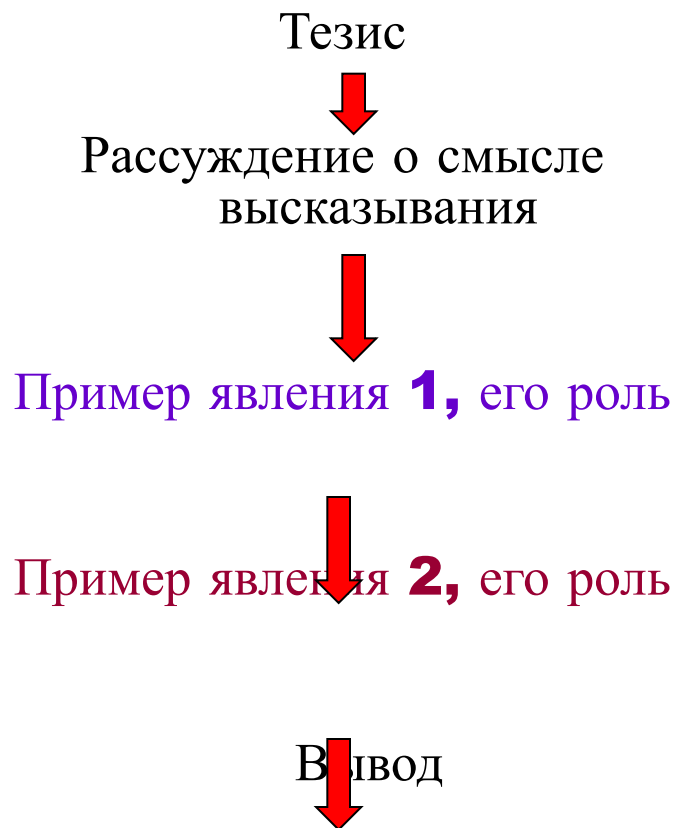 Тезис
Рассуждение о смысле
высказывания
Пример явления 1, его роль
Пример явления 2, его роль
Вывод